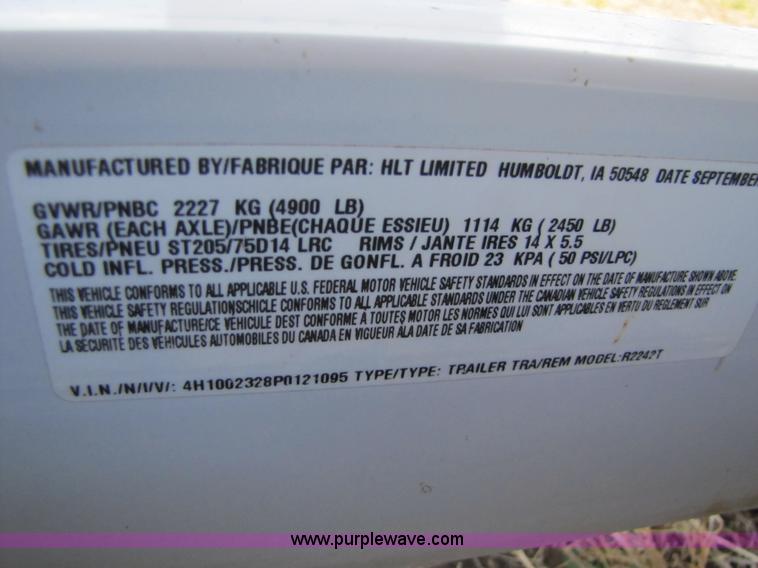 MANUFACTURED BY/FABRIQUE PAR: HLT LIMITED HUMBOLDT, IA 50548 DATE SEPTEMBER
GVWR/PNBC 2227 KG (4900 LB)
GAWR (EACH AXLE)/PNBE(CHAQUE ESSIEU) 1114 KG ( 2450 LB)
TIRES/PNEU ST205/75D14 LRC RIMS / JANTE IRES 14 X 5.5
COLD INFL. PRESS./PRESS. DE GONFL. A FROID 23 KPA ( 50 PSI/LPC)
THIS VEHICLE CONFORMS TO ALL APPLICABLE U.S. FEDERAL MOTOR VEHICLE SAFETY STANDARDS IN EFFECT ON THE DATE OF MANUFACTURE SHOWN ABOVE.
THIS VEHICLE SAFETY REGULATIONSCHICLE CONFORMS TO ALL APPLICABLE STANDARDS UNDER THE CANADIAN VEHICLE SAFETY REGULATIONS IN EFFECT ON
THE DATE OF MANUFACTURE/CE VEHICULE DEST CONFORME À TOUTES MOTOR LES NORMES QUI LUI SONT APPLICABLES EN VERTU DU REGLEMENT SUR
LA SECURITE DES VEHICULES AUTOMOBILES DU CANADA EN VIGUEUR ALA DATE DE SA FABRICATION
V.I.N./N/I/V/: 4H1002328P0121095 TYPE/TYPE: TRAILER TRA/REM MODEL:R2242T
www.purplewave.com